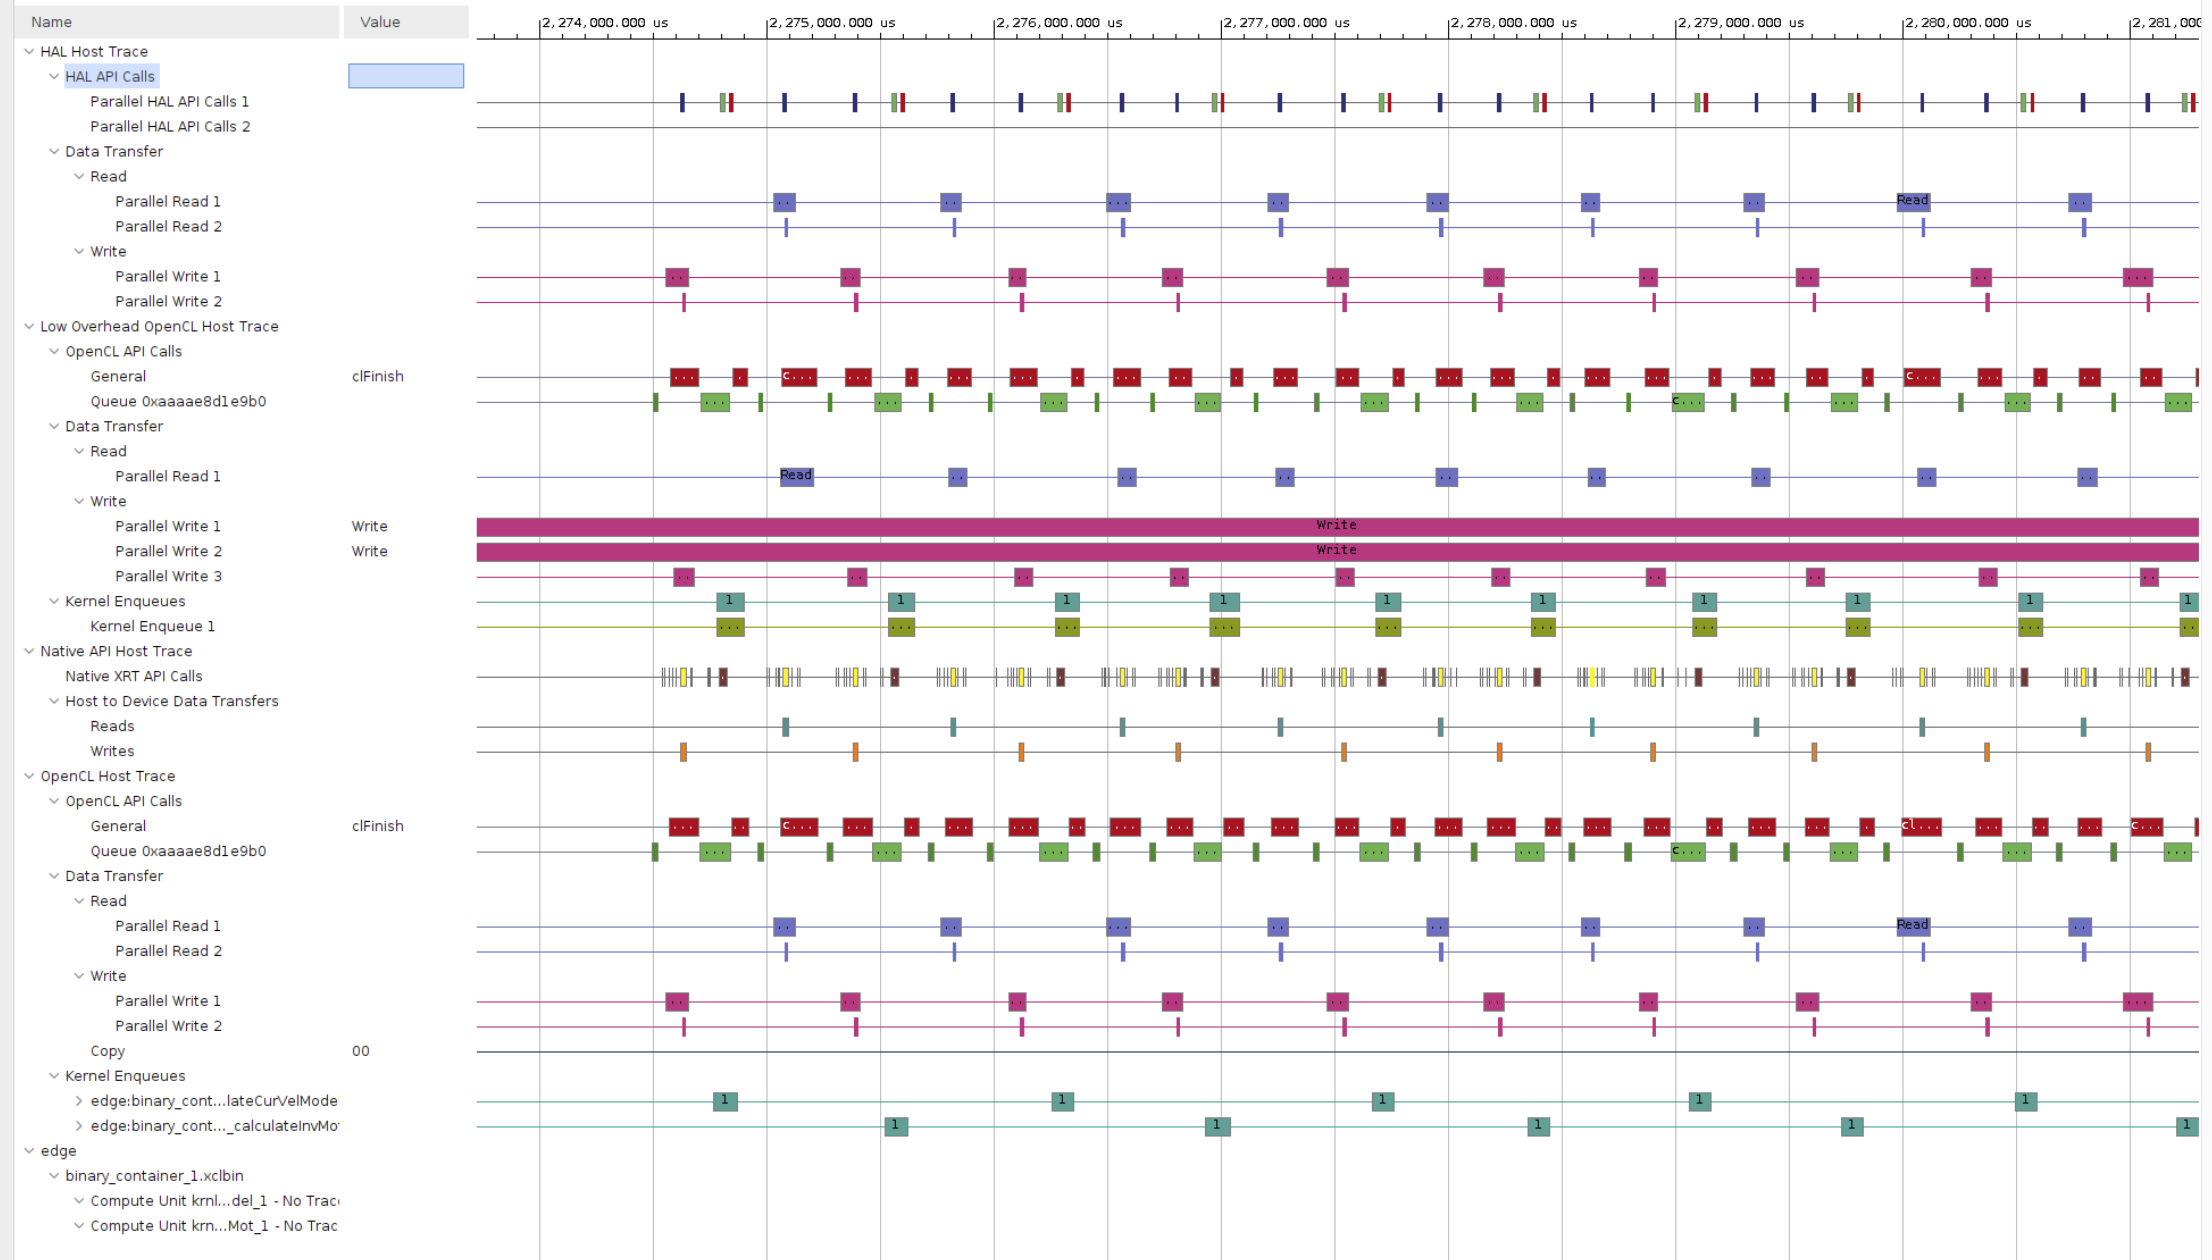 Name Value 2,274,000.000 us 2,275,000.000 us 2,276,000.000 us 2,277,000.000 us 2,278,000.000 us 2,279,000.000 us 2,280,000.000 us 2,281,000
HAL Host Trace
HAL API Calls
Parallel HAL API Calls 1
Parallel HAL API Calls 2
Data Transfer
Read
Parallel Read 1 .. .. ... .. .. .. .. Read ..
Parallel Read 2
Write
Parallel Write 1 .. .. .. .. .. .. .. .. .. ...
Parallel Write 2
Low Overhead OpenCL Host Trace
OpenCL API Calls
General clFinish ... . c... ... . ... ... . ... ... . ... ... . ... ... . ... ... . ... ... . c... ... . ... ...
Queue 0xaaaae8d1e9b0 ... ... ... ... ... ... c... ... ... ...
Data Transfer
Read
Parallel Read 1 Read .. .. .. .. .. .. .. ..
Write
Parallel Write 1 Write Write
Parallel Write 2 Write Write
Parallel Write 3 .. .. .. .. .. .. .. .. .. ..
Kernel Enqueues 1 1 1 1 1 1 1 1 1 1
Kernel Enqueue 1 ... ... ... ... ... ... ... ... ... ..
Native API Host Trace
Native XRT API Calls
Host to Device Data Transfers
Reads
Writes
OpenCL Host Trace
OpenCL API Calls
General clFinish ... .. c... ... . ... ... .. ... ... .. ... ... . ... ... .. ... ... .. ... ... . cl... ... .. ... c...
Queue 0xaaaae8d1e9b0 ... ... ... ... ... ... c... ... ... ...
Data Transfer
Read
Parallel Read 1 .. .. ... .. .. .. .. Read ..
Parallel Read 2
Write
Parallel Write 1 .. .. .. .. .. .. .. .. .. ...
Parallel Write 2
Copy 00
Kernel Enqueues
edge:binary_cont...lateCurVelMode 1 1 1 1 1
edge:binary_cont..._calculateInvMo 1 1 1 1 1
edge
binary_container_1.xclbin
Compute Unit krnl...del_1 - No Trac
Compute Unit krn...Mot_1 - No Trac